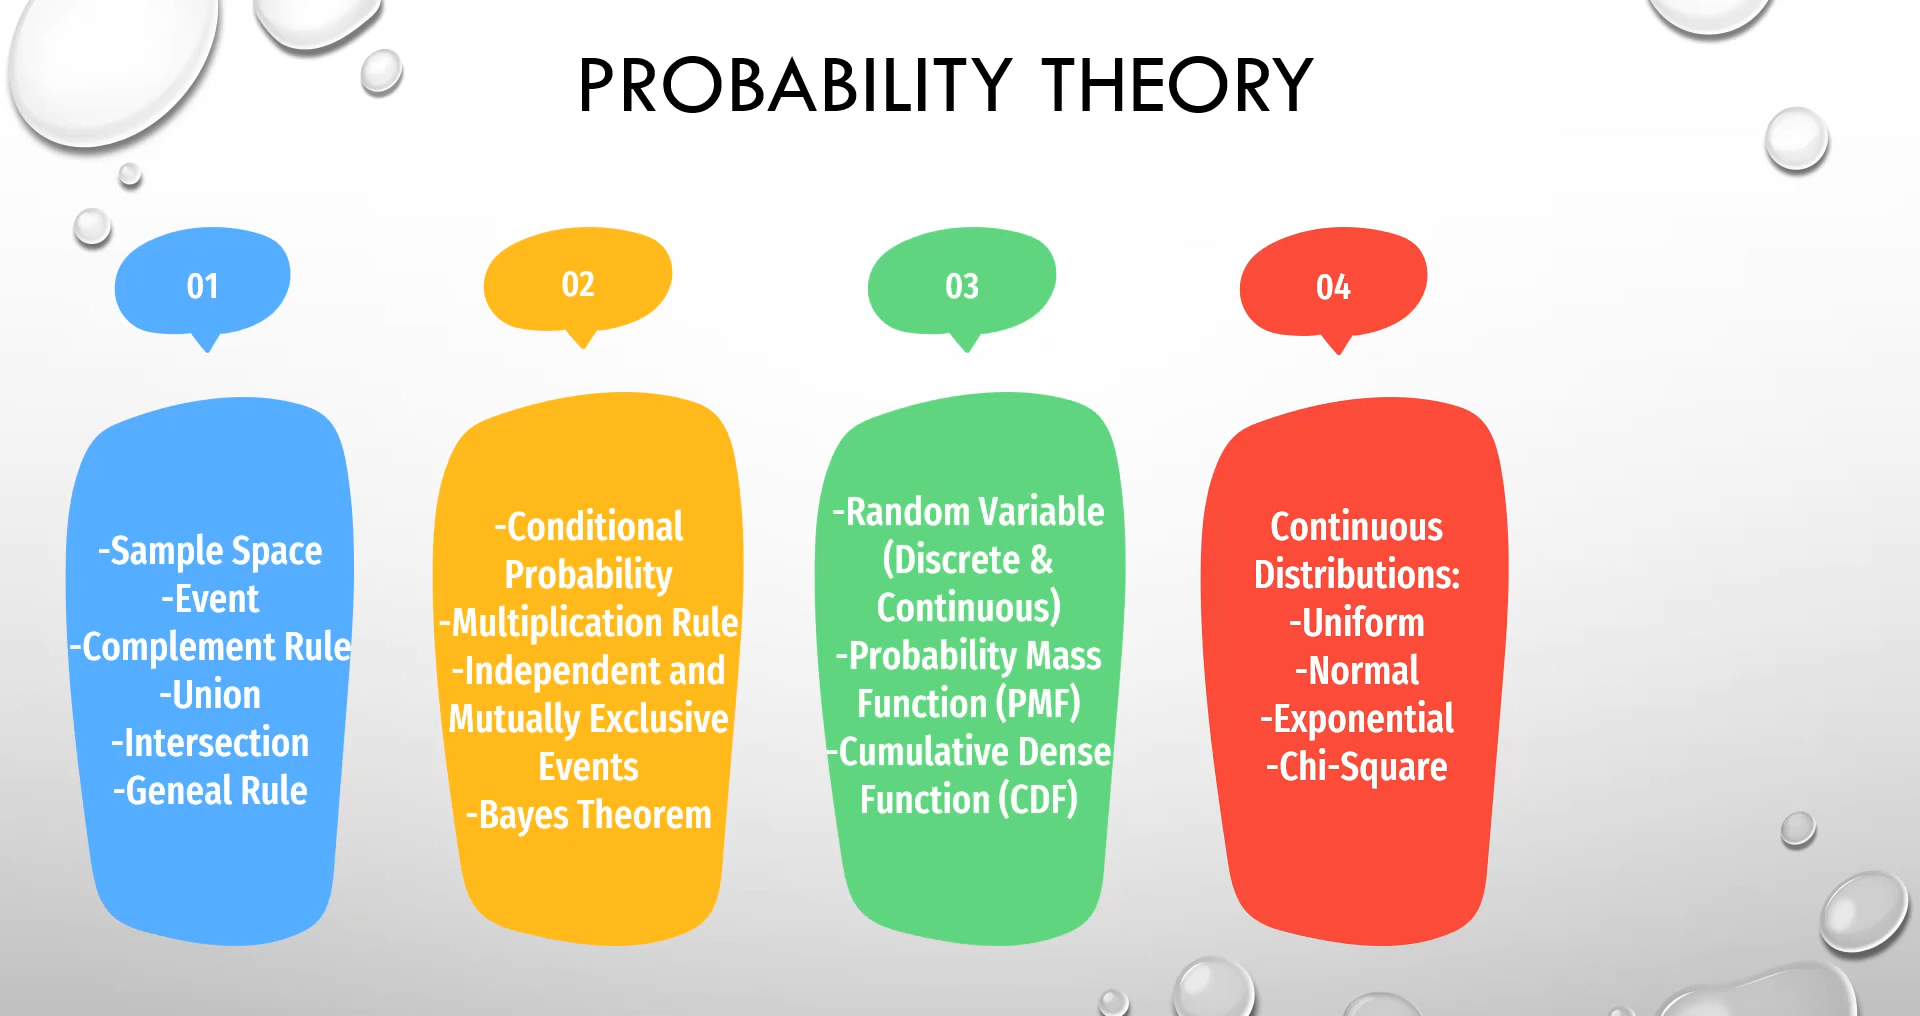 PROBABILITY THEORY
01
-Sample Space
-Event
-Complement Rule
-Union
-Intersection
-Geneal Rule
02
-Conditional
Probability
-Multiplication Rule
-Independent and
Mutually Exclusive
Events
-Bayes Theorem
03
-Random Variable
(Discrete &
Continuous)
-Probability Mass
Function (PMF)
-Cumulative Dense
Function (CDF)
04
Continuous
Distributions:
-Uniform
-Normal
-Exponential
-Chi-Square